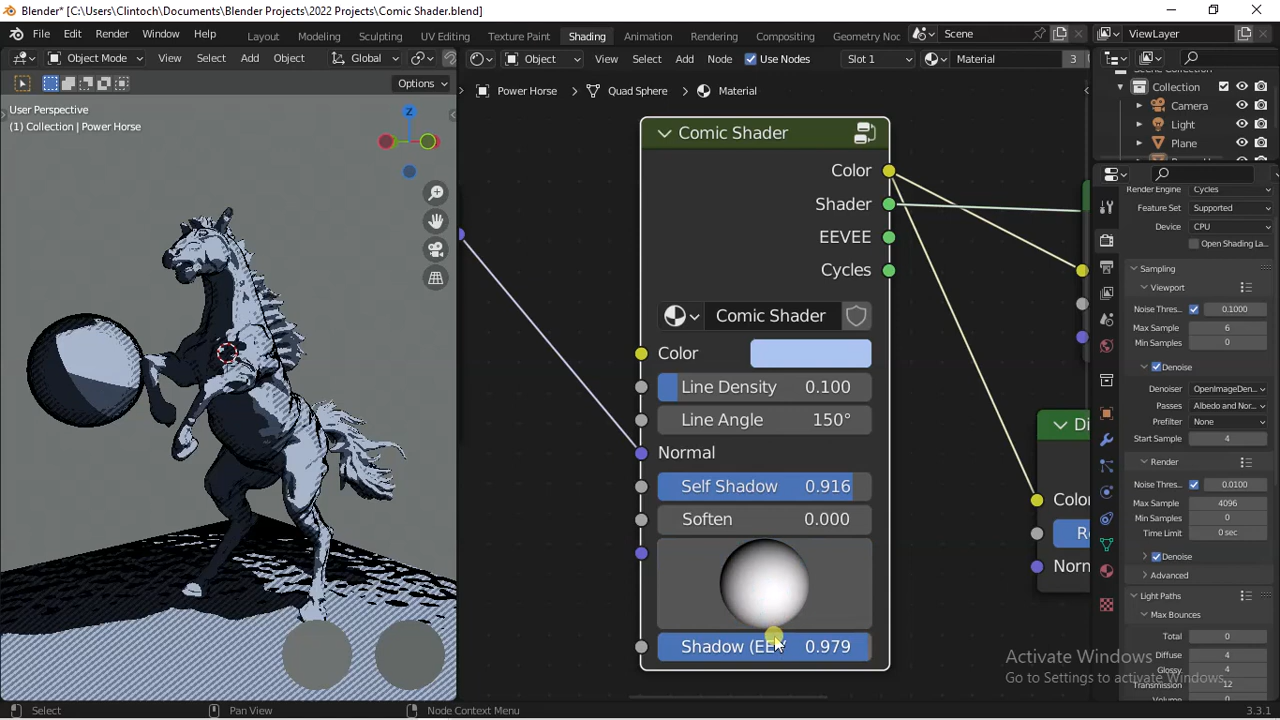 Blender* [C:\Users\Clintoch\Documents\Blender Projects\2022 Projects\Comic Shader.blend]
File Edit Render Window Help Layout Modeling Sculpting UV Editing Texture Paint Shading Animation Rendering Compositing Geometry Noc Scene ViewLayer
Object Mode View Select Add Object Global Object View Select Add Node Use Nodes Slot 1 Material 3
Options
Power Horse Quad Sphere Material
User Perspective
(1) Collection | Power Horse
Z
Collection
Camera
Light
Plane
Comic Shader
Color
Shader
EEVEE
Cycles
Comic Shader
Color
Line Density 0.100
Line Angle 150°
Normal
Self Shadow 0.916
Soften 0.000
Shadow (EEV 0.979
Di
Color
R
Norn
Render Engine Cycles
Feature Set Supported
Device CPU
Open Shading La...
Sampling
Viewport
Noise Thres... 0.1000
Max Sample 6
Min Samples 0
Denoise
Denoiser OpenImageDen...
Passes Albedo and Nor...
Prefilter None
Start Sample 4
Render
Noise Thres... 0.0100
Max Sample 4096
Min Samples 0
Time Limit 0 sec
Denoise
Advanced
Light Paths
Max Bounces
Total 0
Diffuse 4
Glossy 4
Transmission 12
Volume 0
Activate Windows
Go to Settings to activate Windows.
Select Pan View Node Context Menu 3.3.1